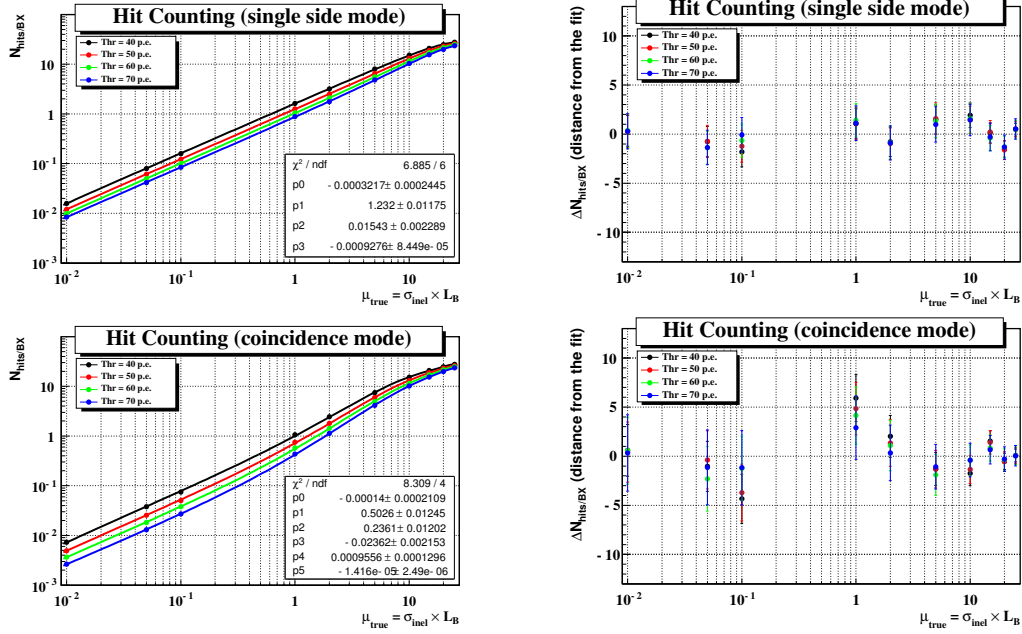 Hit Counting (single side mode)
N_hits/BX
Thr = 40 p.e.
Thr = 50 p.e.
Thr = 60 p.e.
Thr = 70 p.e.
10
1
10^-1
10^-2
10^-3
χ² / ndf 6.885 / 6
p0 - 0.0003217± 0.0002445
p1 1.232 ± 0.01175
p2 0.01543 ± 0.002289
p3 - 0.0009276± 8.449e- 05
10^-2 10^-1 1 10
μ_true = σ_inel × L_B
Hit Counting (single side mode)
ΔN_hits/BX (distance from the fit)
Thr = 40 p.e.
Thr = 50 p.e.
Thr = 60 p.e.
Thr = 70 p.e.
10
5
0
- 5
- 10
10^-2 10^-1 1 10
μ_true = σ_inel × L_B
Hit Counting (coincidence mode)
N_hits/BX
Thr = 40 p.e.
Thr = 50 p.e.
Thr = 60 p.e.
Thr = 70 p.e.
10
1
10^-1
10^-2
10^-3
χ² / ndf 8.309 / 4
p0 - 0.00014 ± 0.0002109
p1 0.5026 ± 0.01245
p2 0.2361 ± 0.01202
p3 - 0.02362 ± 0.002153
p4 0.0009556 ± 0.0001296
p5 - 1.416e- 05± 2.49e- 06
10^-2 10^-1 1 10
μ_true = σ_inel × L_B
Hit Counting (coincidence mode)
ΔN_hits/BX (distance from the fit)
Thr = 40 p.e.
Thr = 50 p.e.
Thr = 60 p.e.
Thr = 70 p.e.
10
5
0
- 5
- 10
10^-2 10^-1 1 10
μ_true = σ_inel × L_B